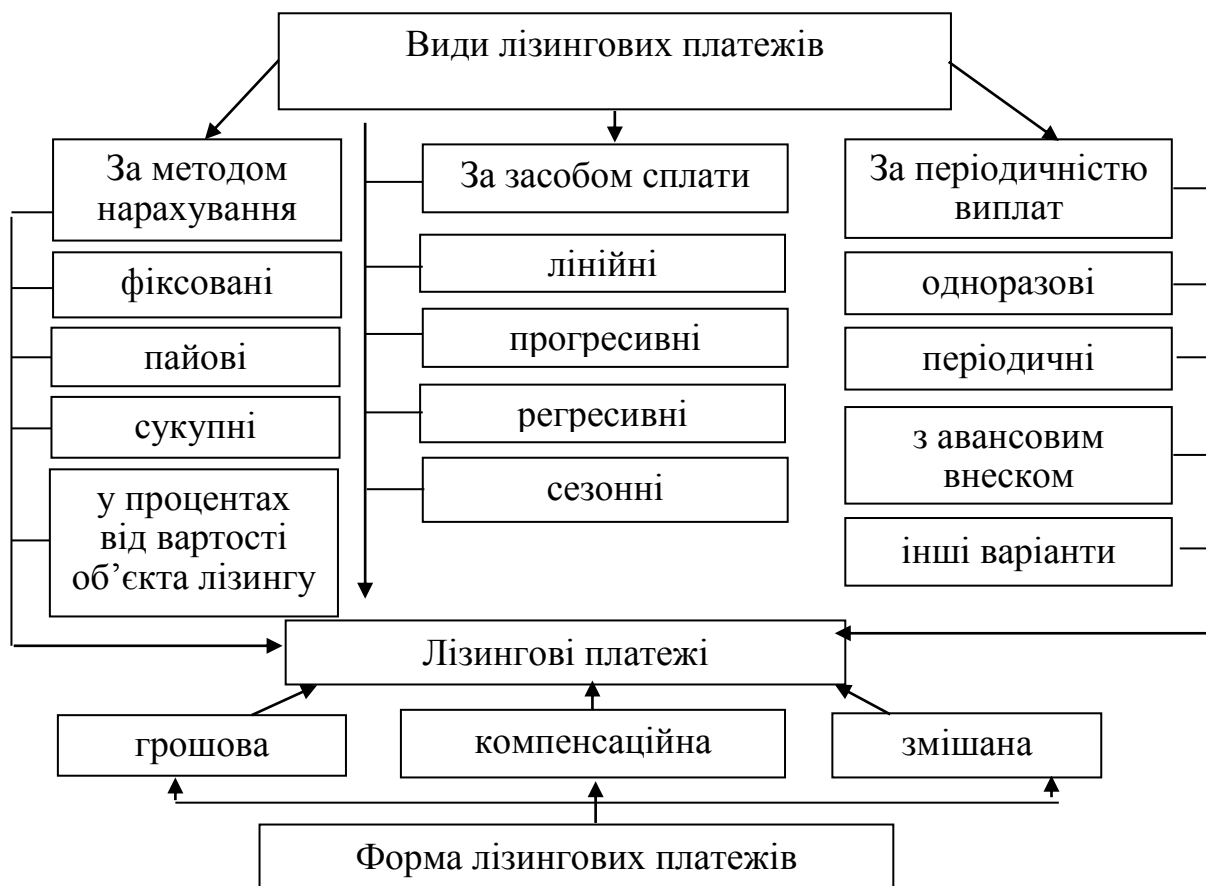 Види лізингових платежів
За методом
нарахування
фіксовані
пайові
сукупні
у процентах
від вартості
об’єкта лізингу
За засобом сплати
лінійні
прогресивні
регресивні
сезонні
За періодичністю
виплат
одноразові
періодичні
з авансовим
внеском
інші варіанти
Лізингові платежі
грошова
компенсаційна
змішана
Форма лізингових платежів